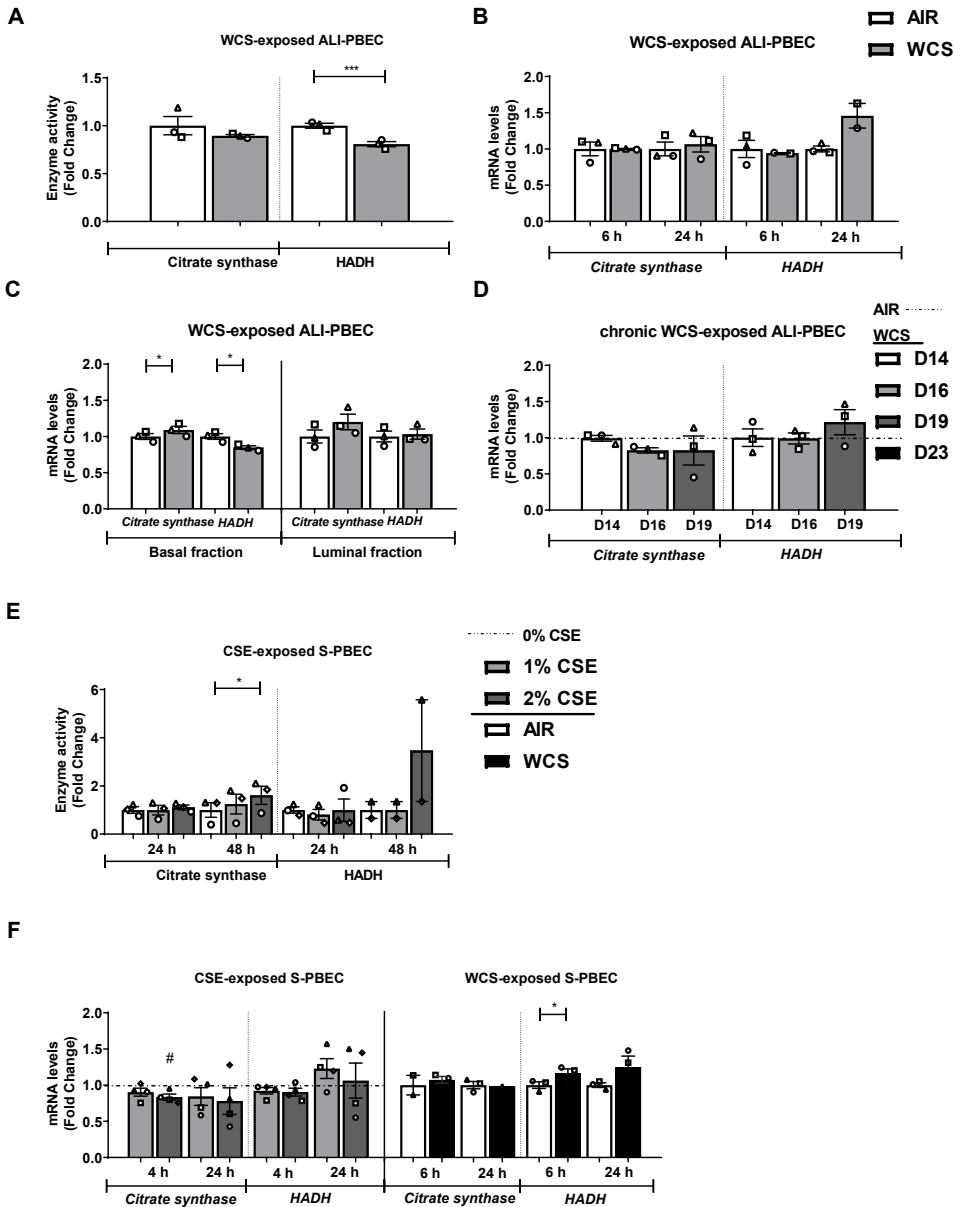 A
WCS-exposed ALI-PBEC
Enzyme activity
(Fold Change)
1.5
1.0
0.5
0.0
***
Citrate synthase
HADH
B
WCS-exposed ALI-PBEC
AIR
WCS
mRNA levels
(Fold Change)
2.0
1.5
1.0
0.5
0.0
6 h
24 h
6 h
24 h
Citrate synthase
HADH
C
WCS-exposed ALI-PBEC
mRNA levels
(Fold Change)
2.0
1.5
1.0
0.5
0.0
*
*
Citrate synthase HADH
Citrate synthase HADH
Basal fraction
Luminal fraction
D
chronic WCS-exposed ALI-PBEC
AIR
WCS
D14
D16
D19
D23
mRNA levels
(Fold Change)
2.0
1.5
1.0
0.5
0.0
D14 D16 D19
D14 D16 D19
Citrate synthase
HADH
E
CSE-exposed S-PBEC
0% CSE
1% CSE
2% CSE
AIR
WCS
Enzyme activity
(Fold Change)
6
4
2
0
*
24 h
48 h
24 h
48 h
Citrate synthase
HADH
F
CSE-exposed S-PBEC
WCS-exposed S-PBEC
mRNA levels
(Fold Change)
2.0
1.5
1.0
0.5
0.0
#
*
4 h
24 h
4 h
24 h
6 h
24 h
6 h
24 h
Citrate synthase
HADH
Citrate synthase
HADH